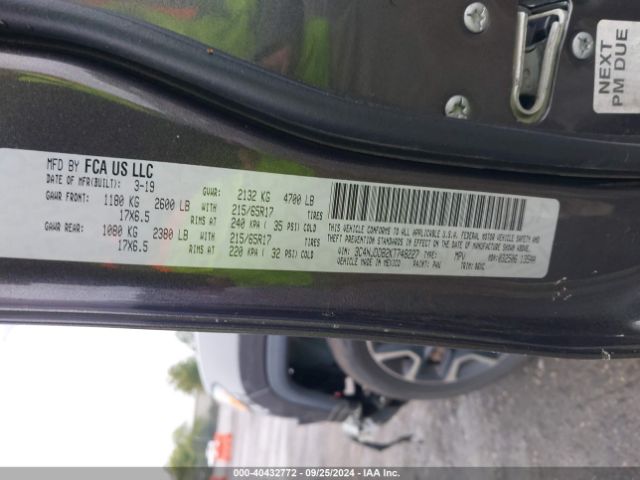 NEXT
PM DUE
MFD BY FCA US LLC
DATE OF MFR(BUILT): 3-19 GVWR: 2132 KG 4700 LB
GAWR FRONT: 1180 KG 2600 LB WITH 215/65R17 TIRES
17X6.5 RIMS AT 240 KPA ( 35 PSI) COLD
GAWR REAR: 1080 KG 2380 LB WITH 215/65R17 TIRES
17X6.5 RIMS AT 220 KPA ( 32 PSI) COLD
THIS VEHICLE CONFORMS TO ALL APPLICABLE U.S.A. FEDERAL MOTOR VEHICLE SAFETY AND
THEFT PREVENTION STANDARDS IN EFFECT ON THE DATE OF MANUFACTURE SHOWN ABOVE.
VIN: TYPE: MPV
MADE IN MEXICO PAINT: PAU TRIM:
000-40432772 / 09/25/2024 /